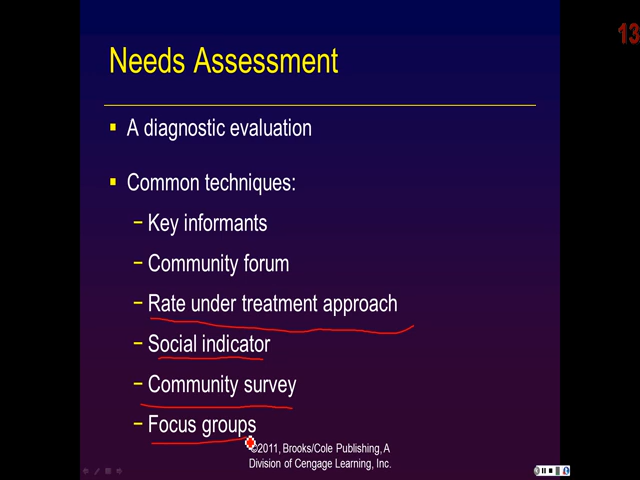 13
Needs Assessment
A diagnostic evaluation
Common techniques:
– Key informants
– Community forum
– Rate under treatment approach
– Social indicator
– Community survey
– Focus groups
©2011, Brooks/Cole Publishing, A
Division of Cengage Learning, Inc.